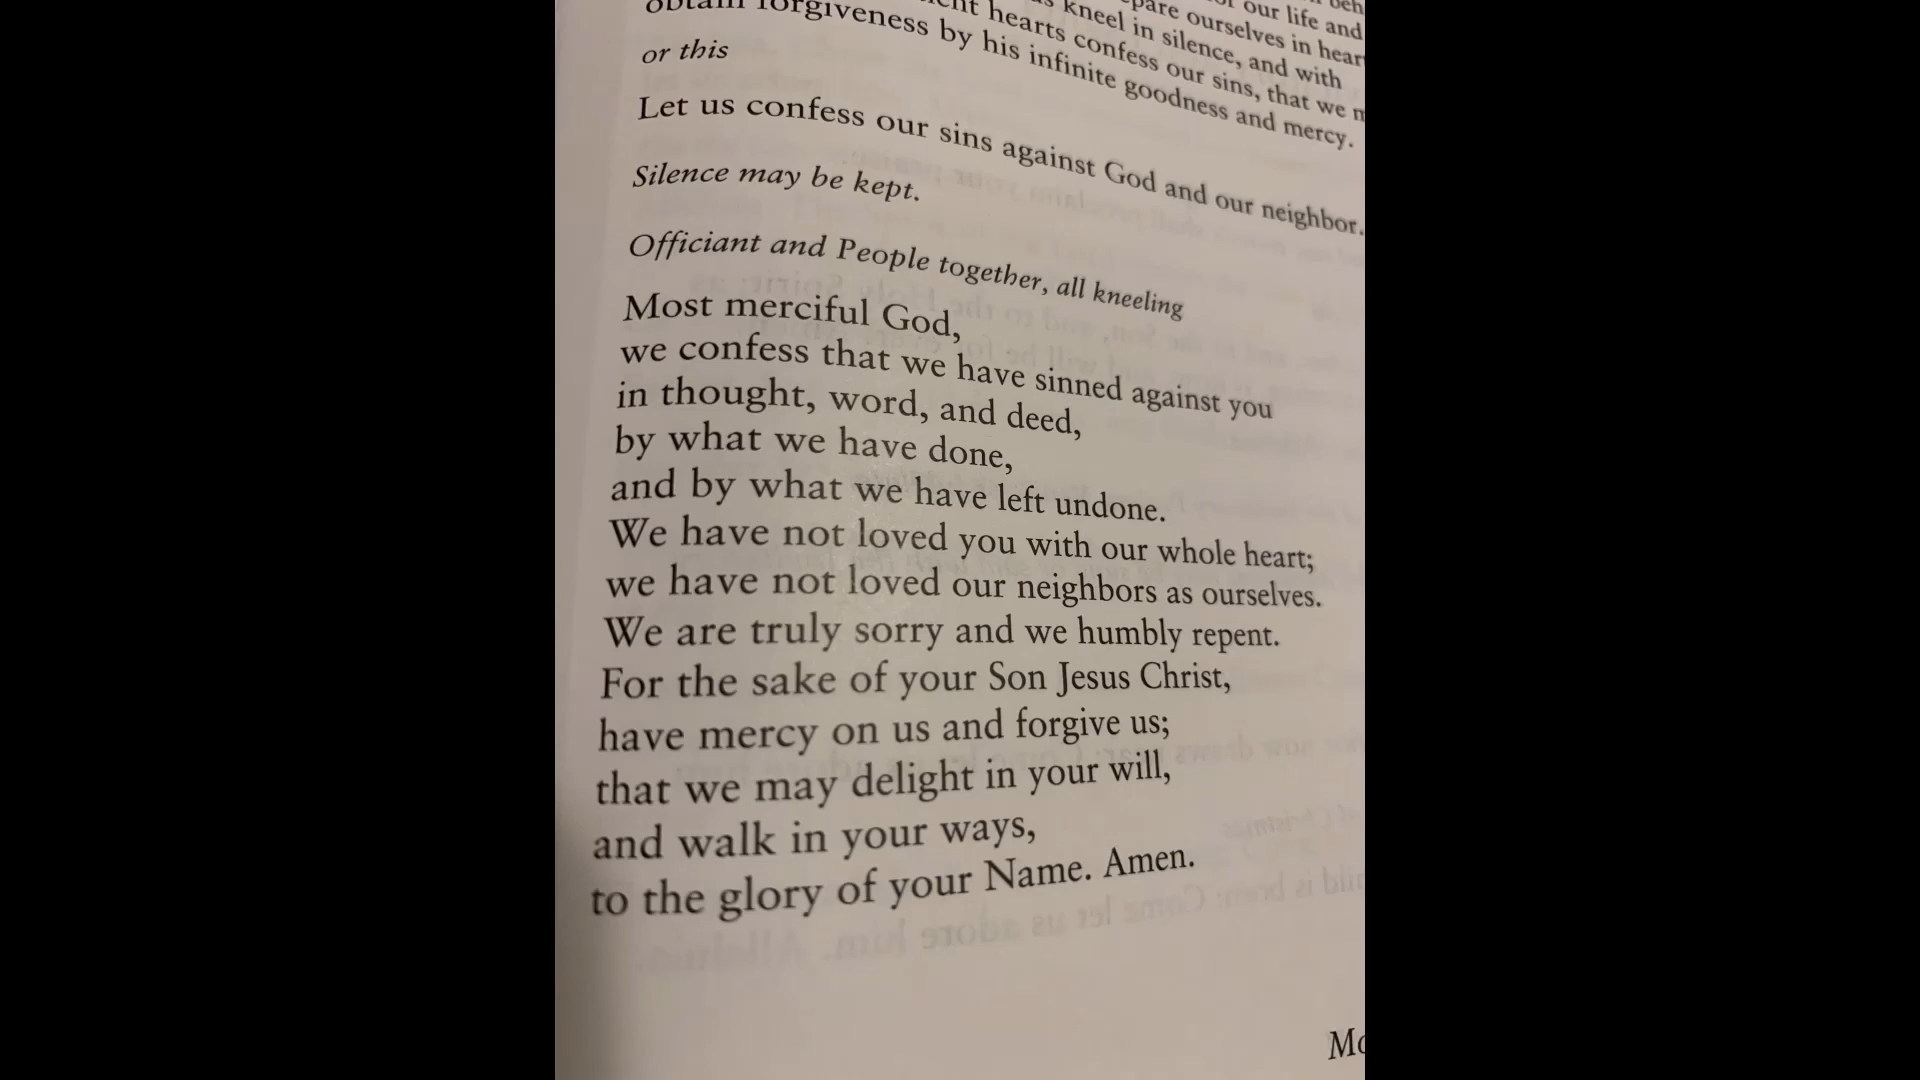 our life and
prepare ourselves in heart
us kneel in silence, and with
hearts confess our sins, that we
obtain forgiveness by his infinite goodness and mercy.
or this
Let us confess our sins against God and our neighbor.
Silence may be kept.
Officiant and People together, all kneeling
Most merciful God,
we confess that we have sinned against you
in thought, word, and deed,
by what we have done,
and by what we have left undone.
We have not loved you with our whole heart;
we have not loved our neighbors as ourselves.
We are truly sorry and we humbly repent.
For the sake of your Son Jesus Christ,
have mercy on us and forgive us;
that we may delight in your will,
and walk in your ways,
to the glory of your Name. Amen.